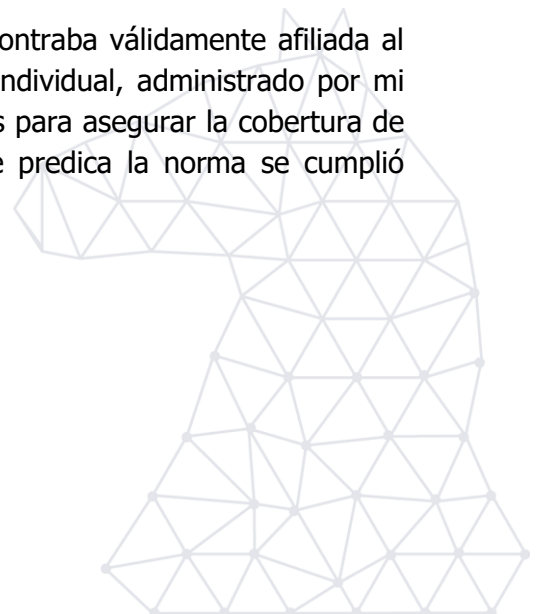 ontraba válidamente afiliada al
ndividual, administrado por mi
s para asegurar la cobertura de
e predica la norma se cumplió